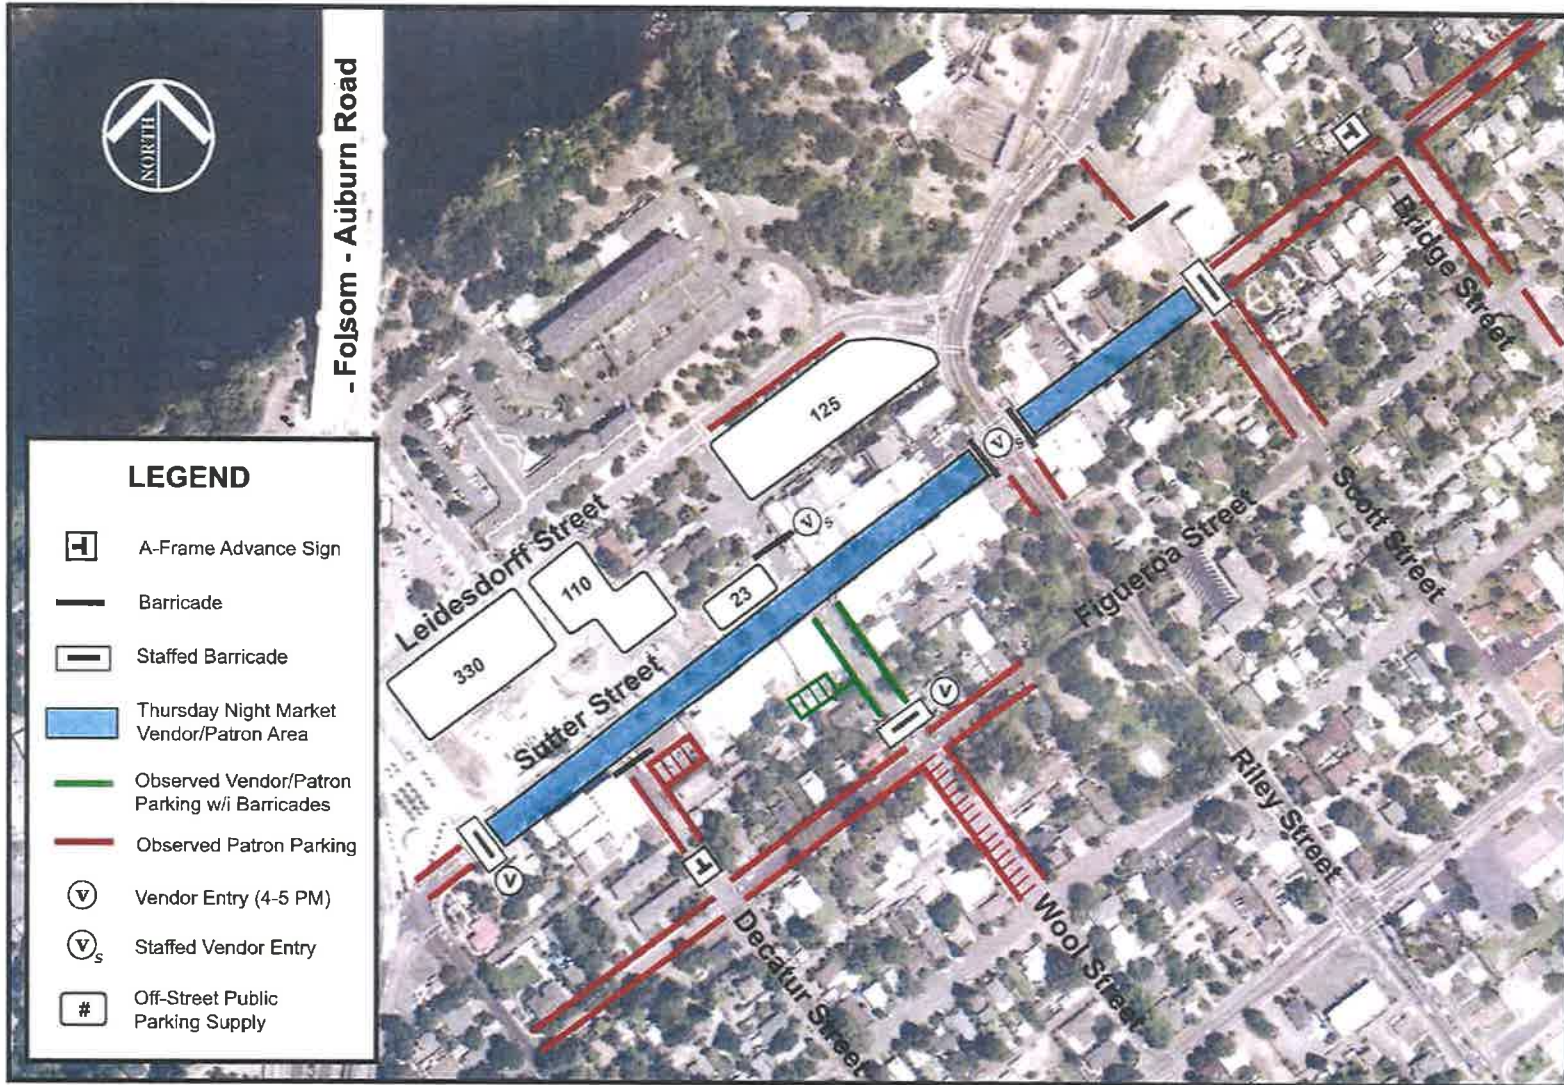 NORTH
- Folsom - Auburn Road
LEGEND
A-Frame Advance Sign
Barricade
Staffed Barricade
Thursday Night Market
Vendor/Patron Area
Observed Vendor/Patron
Parking w/i Barricades
Observed Patron Parking
V
Vendor Entry (4-5 PM)
V s
Staffed Vendor Entry
#
Off-Street Public
Parking Supply
Leidesdorff Street
Sutter Street
330
110
23
125
V s
V s
V
V
Figueroa Street
Bridge Street
Scott Street
Riley Street
Wool Street
Decatur Street